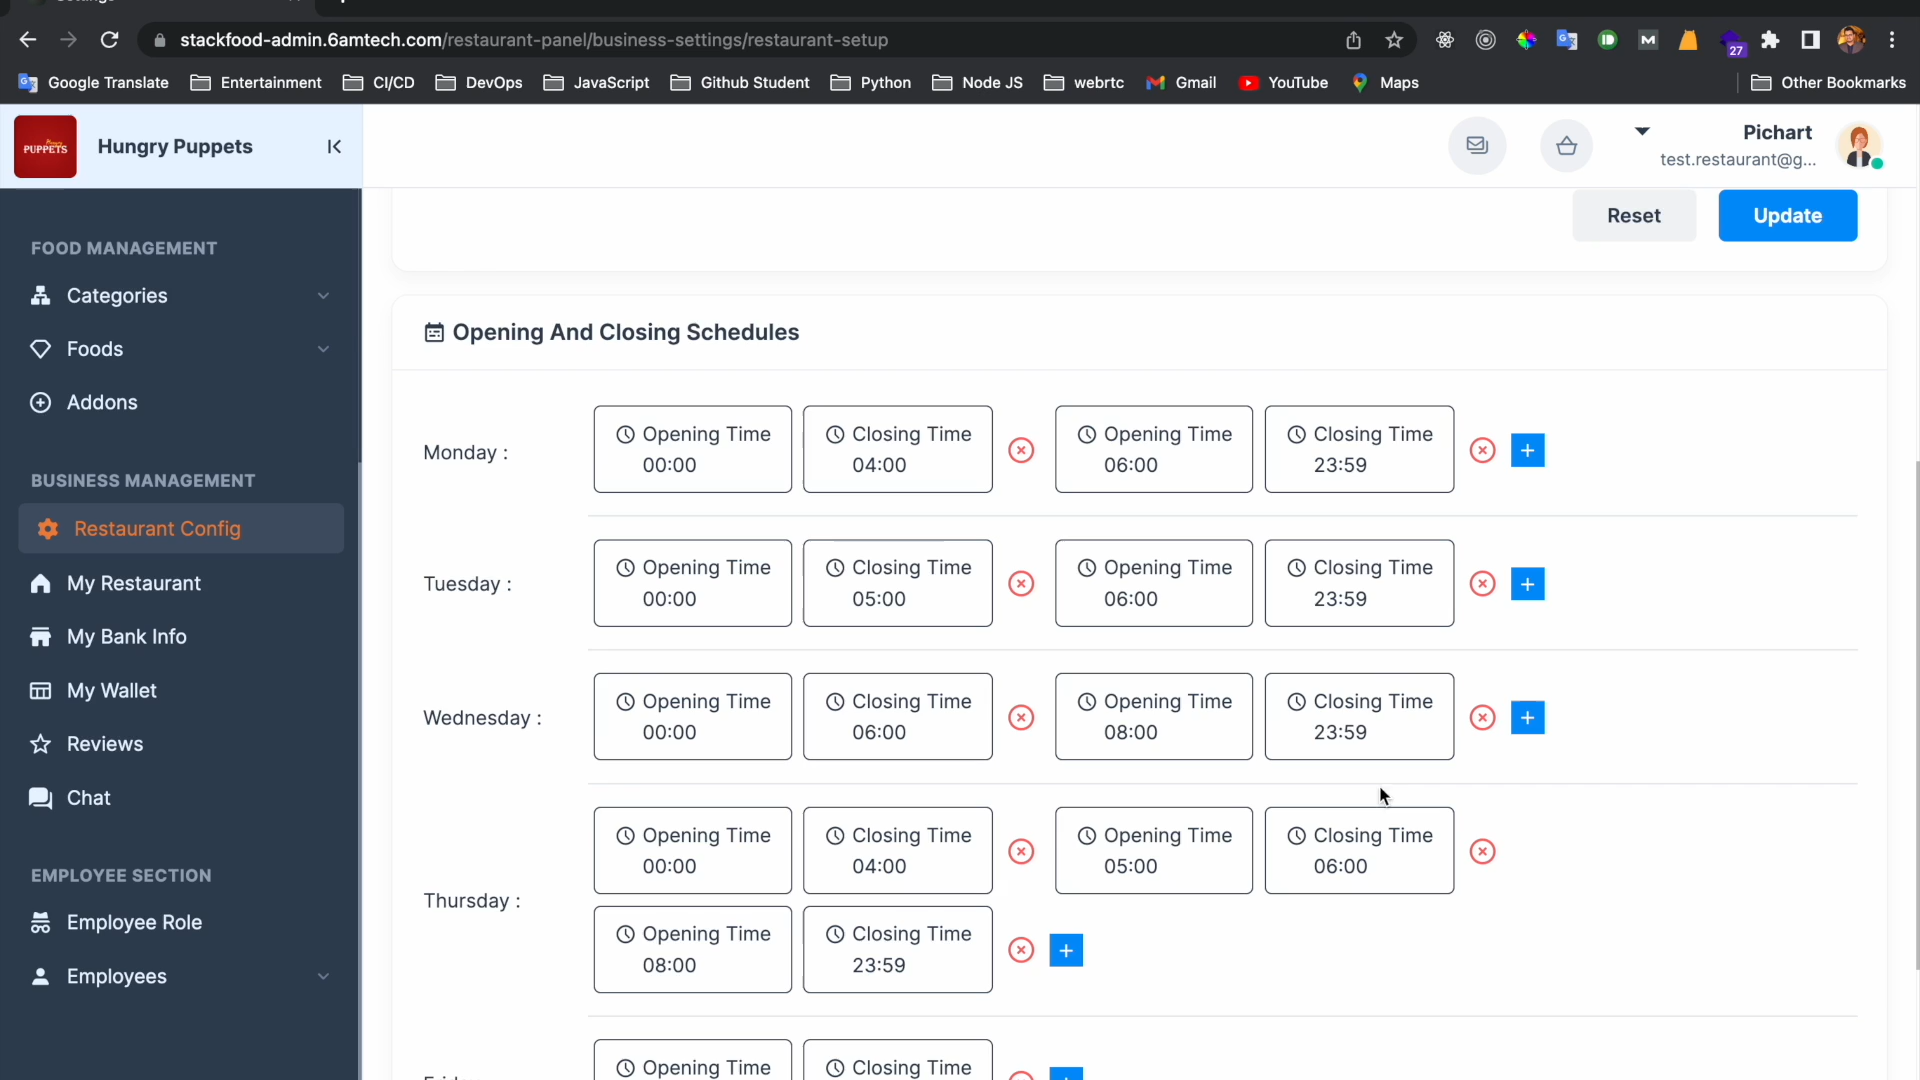 stackfood-admin.6amtech.com/restaurant-panel/business-settings/restaurant-setup
27
Google Translate Entertainment CI/CD DevOps JavaScript Github Student Python Node JS webrtc Gmail YouTube Maps Other Bookmarks
PUPPETS
Hungry Puppets
Pichart
test.restaurant@g...
Reset Update
FOOD MANAGEMENT
Categories
Foods
Addons
BUSINESS MANAGEMENT
Restaurant Config
My Restaurant
My Bank Info
My Wallet
Reviews
Chat
EMPLOYEE SECTION
Employee Role
Employees
Opening And Closing Schedules
Monday :
Opening Time Closing Time Opening Time Closing Time
00:00 04:00 06:00 23:59
Tuesday :
Opening Time Closing Time Opening Time Closing Time
00:00 05:00 06:00 23:59
Wednesday :
Opening Time Closing Time Opening Time Closing Time
00:00 06:00 08:00 23:59
Thursday :
Opening Time Closing Time Opening Time Closing Time
00:00 04:00 05:00 06:00
Opening Time Closing Time
08:00 23:59
Opening Time Closing Time